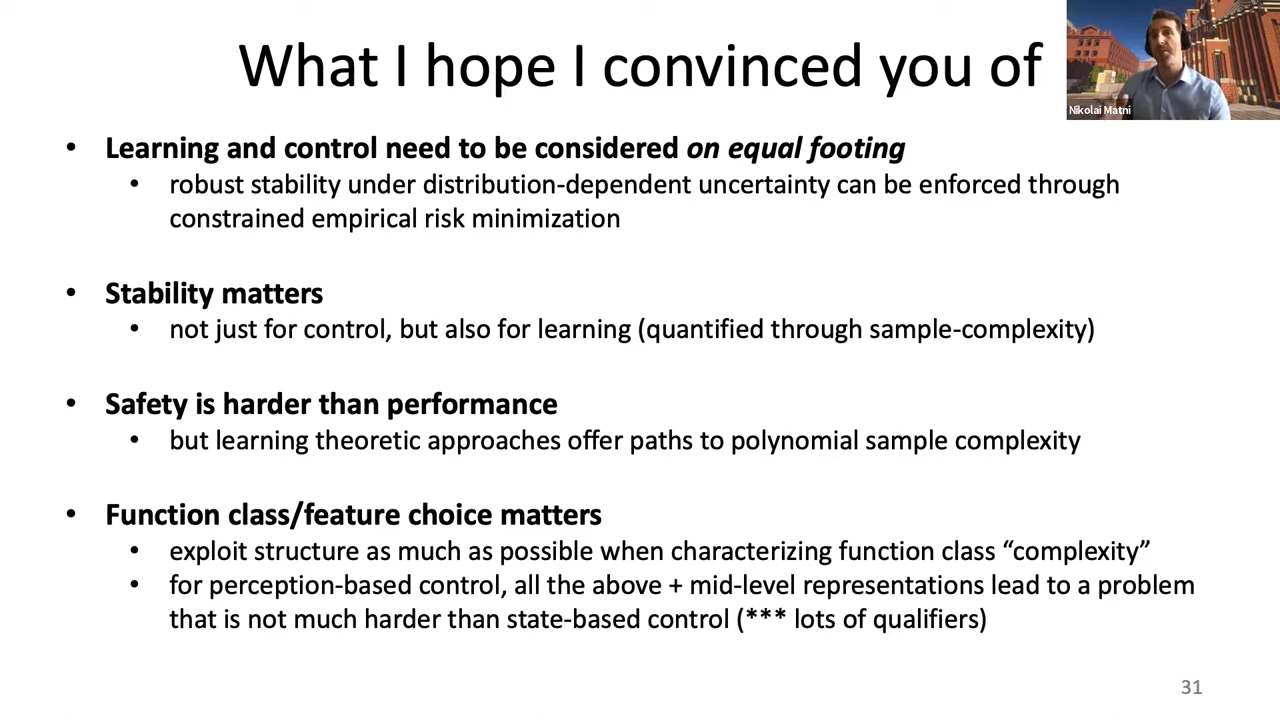 What I hope I convinced you of
Nikolai Matni
• Learning and control need to be considered on equal footing
• robust stability under distribution-dependent uncertainty can be enforced through
constrained empirical risk minimization
• Stability matters
• not just for control, but also for learning (quantified through sample-complexity)
• Safety is harder than performance
• but learning theoretic approaches offer paths to polynomial sample complexity
• Function class/feature choice matters
• exploit structure as much as possible when characterizing function class “complexity”
• for perception-based control, all the above + mid-level representations lead to a problem
that is not much harder than state-based control (*** lots of qualifiers)
31